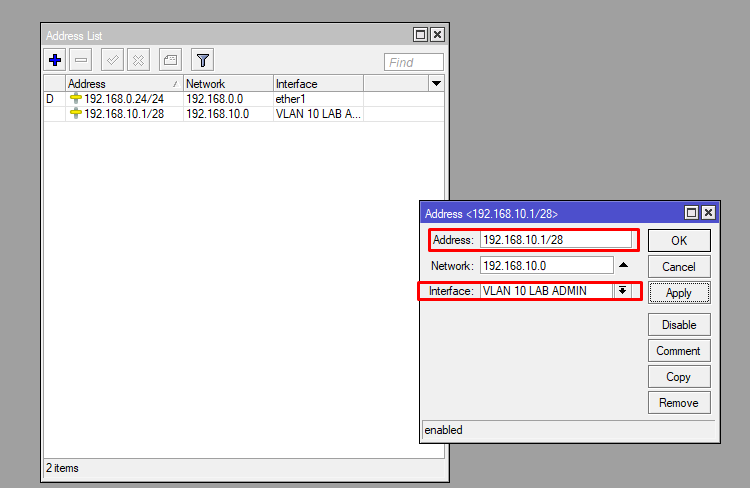 Address List
Find
Address Network Interface
D 192.168.0.24/24 192.168.0.0 ether1
192.168.10.1/28 192.168.10.0 VLAN 10 LAB A...
2 items
Address <192.168.10.1/28>
Address: 192.168.10.1/28
OK
Network: 192.168.10.0
Cancel
Interface: VLAN 10 LAB ADMIN
Apply
Disable
Comment
Copy
Remove
enabled